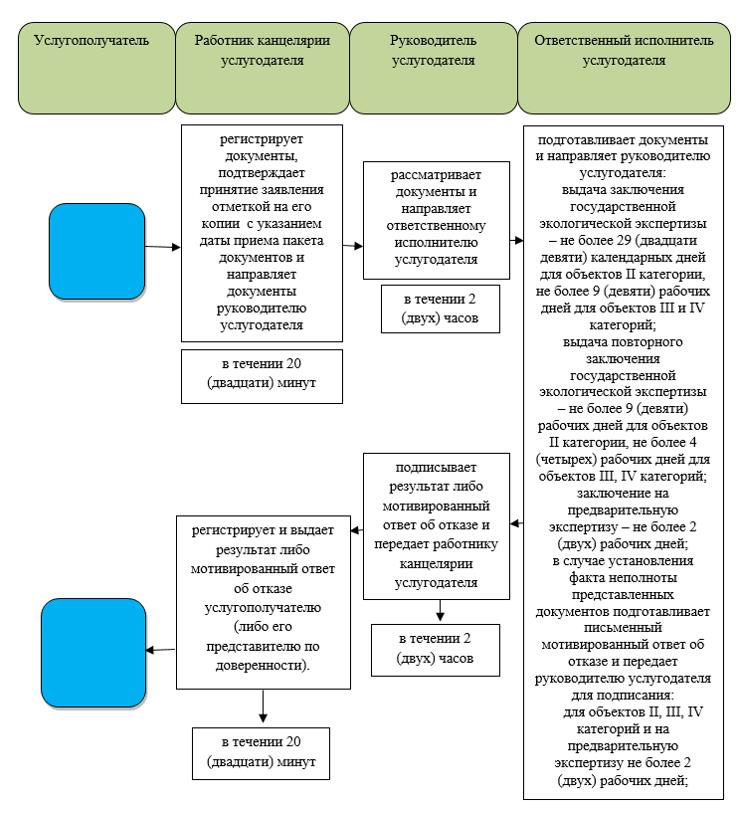 Услугополучатель
Работник канцелярии
услугодателя
Руководитель
услугодателя
Ответственный исполнитель
услугодателя
регистрирует
документы,
подтверждает
принятие заявления
отметкой на его
копии с указанием
даты приема пакета
документов и
направляет
документы
руководителю
услугодателя
в течении 20
(двадцати) минут
рассматривает
документы и
направляет
ответственному
исполнителю
услугодателя
в течении 2
(двух) часов
подготавливает документы
и направляет руководителю
услугодателя:
выдача заключения
государственной
экологической экспертизы
– не более 29 (двадцати
девяти) календарных дней
для объектов II категории,
не более 9 (девяти) рабочих
дней для объектов III и IV
категорий;
выдача повторного
заключения
государственной
экологической экспертизы
– не более 9 (девяти)
рабочих дней для объектов
II категории, не более 4
(четырех) рабочих дней для
объектов III, IV категорий;
заключение на
предварительную
экспертизу – не более 2
(двух) рабочих дней;
в случае установления
факта неполноты
представленных
документов подготавливает
письменный
мотивированный ответ об
отказе и передает
руководителю услугодателя
для подписания:
для объектов II, III, IV
категорий и на
предварительную
экспертизу не более 2
(двух) рабочих дней;
подписывает
результат либо
мотивированный
ответ об отказе и
передает работнику
канцелярии
услугодателя
в течении 2
(двух) часов
регистрирует и выдает
результат либо
мотивированный ответ
об отказе
услугополучателю
(либо его
представителю по
доверенности).
в течении 20
(двадцати) минут